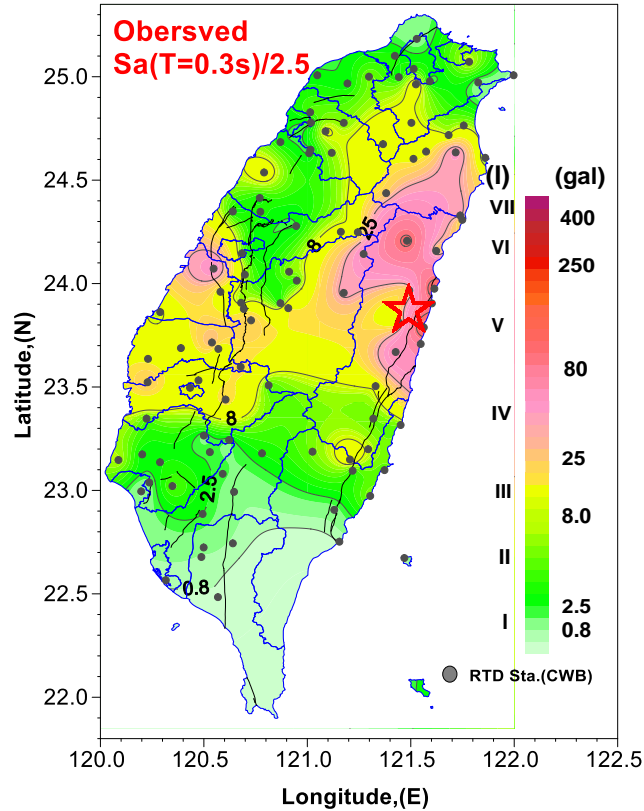 Obersved
Sa(T=0.3s)/2.5
(I) (gal)
VII 400
VI 250
V 80
IV 25
III 8.0
II 2.5
I 0.8
25
8
8
2.5
0.8
RTD Sta.(CWB)
25.0
24.5
24.0
23.5
23.0
22.5
22.0
Latitude,(N)
120.0 120.5 121.0 121.5 122.0 122.5
Longitude,(E)